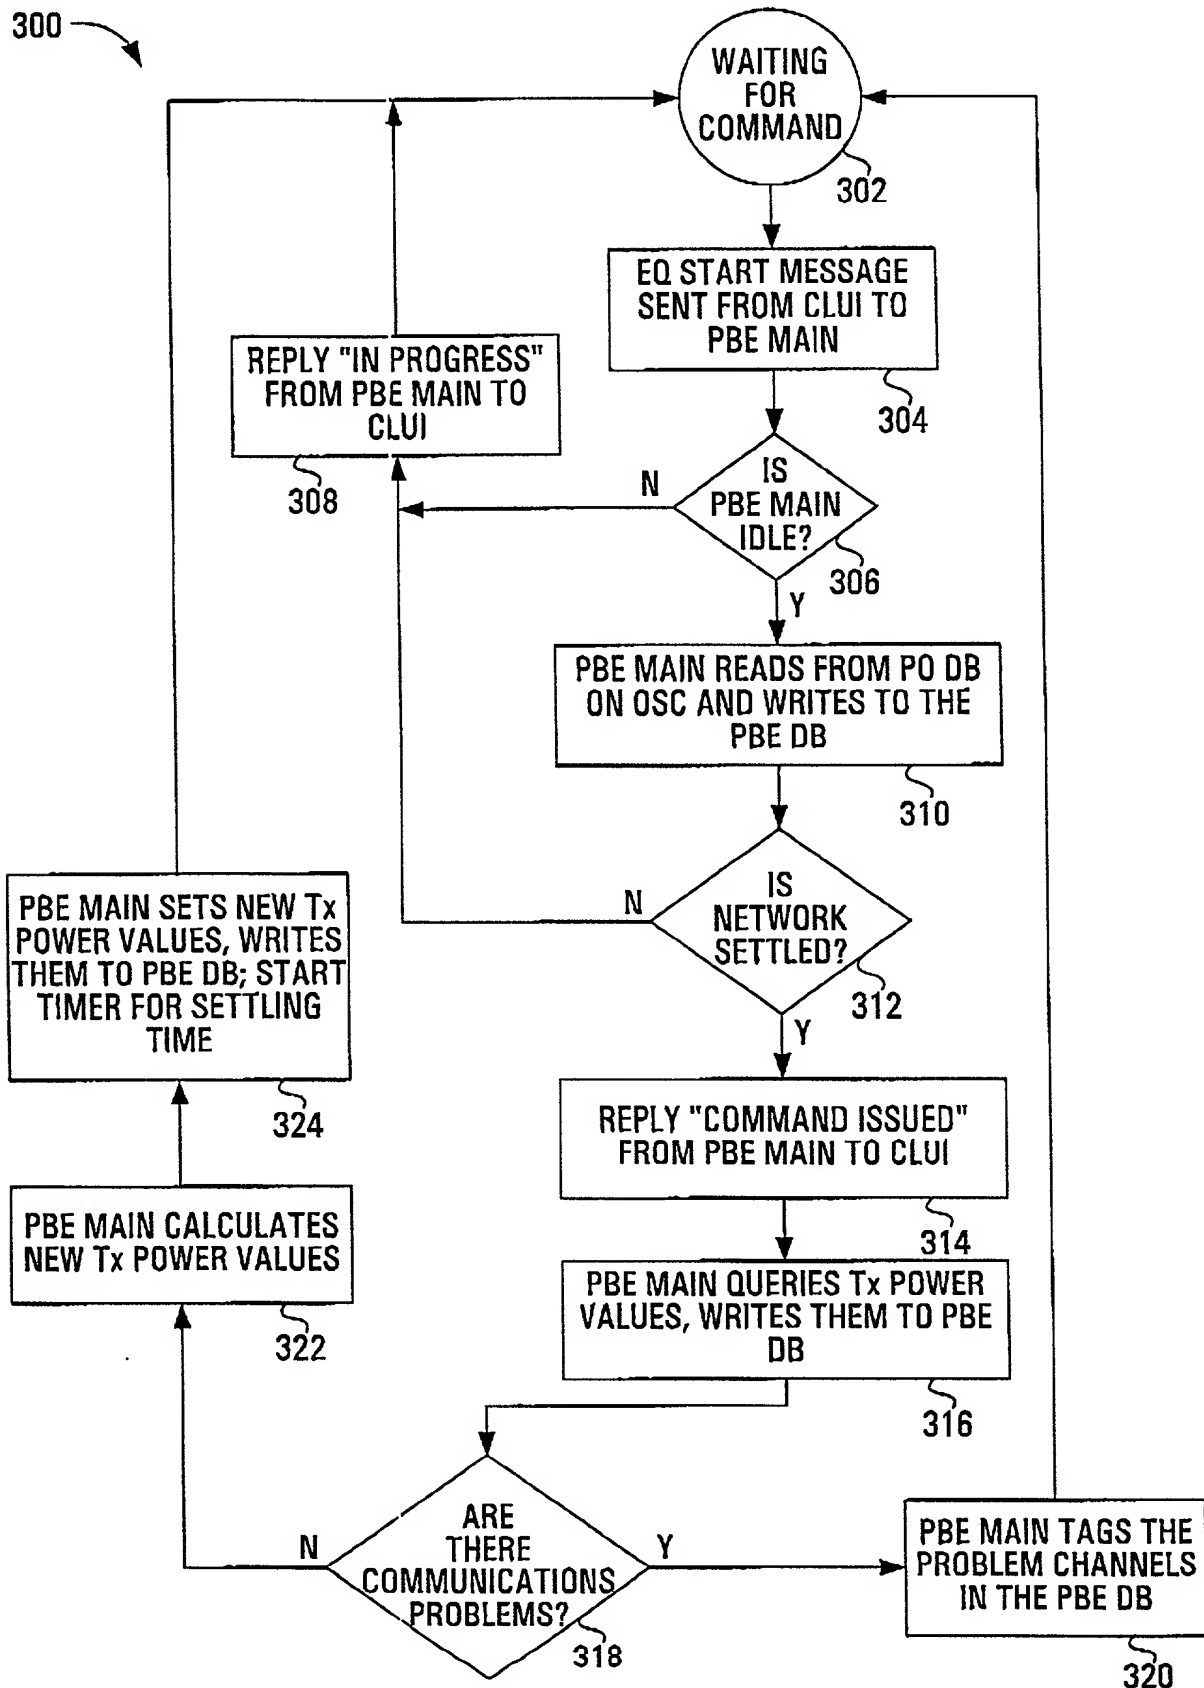 300
WAITING
FOR
COMMAND
302
EQ START MESSAGE
SENT FROM CLUI TO
PBE MAIN
304
REPLY "IN PROGRESS"
FROM PBE MAIN TO
CLUI
308
N
IS
PBE MAIN
IDLE?
306
Y
PBE MAIN READS FROM PO DB
ON OSC AND WRITES TO THE
PBE DB
310
N
IS
NETWORK
SETTLED?
312
Y
REPLY "COMMAND ISSUED"
FROM PBE MAIN TO CLUI
314
PBE MAIN QUERIES Tx POWER
VALUES, WRITES THEM TO PBE
DB
316
ARE
THERE
COMMUNICATIONS
PROBLEMS?
318
N
Y
PBE MAIN TAGS THE
PROBLEM CHANNELS
IN THE PBE DB
320
PBE MAIN CALCULATES
NEW Tx POWER VALUES
322
PBE MAIN SETS NEW Tx
POWER VALUES, WRITES
THEM TO PBE DB; START
TIMER FOR SETTLING
TIME
324